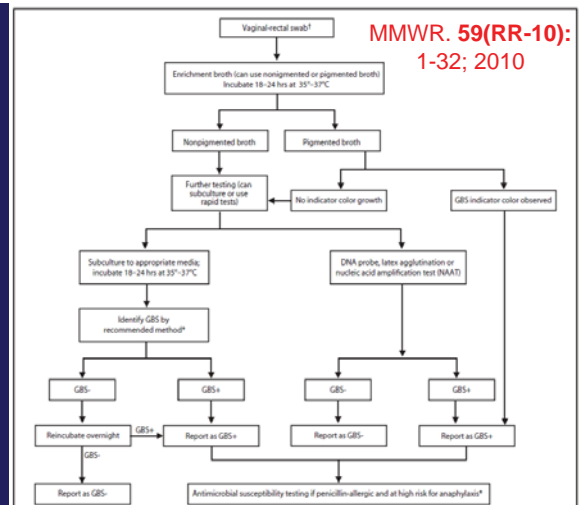 Vaginal-rectal swab†
MMWR. 59(RR-10):
1-32; 2010
Enrichment broth (can use nonigmented or pigmented broth)
Incubate 18–24 hrs at 35°–37°C
Nonpigmented broth
Pigmented broth
Further testing (can
subculture or use
rapid tests)
No indicator color growth
GBS indicator color observed
Subculture to appropriate media;
incubate 18–24 hrs at 35°–37°C
DNA probe, latex agglutination or
nucleic acid amplification test (NAAT)
Identify GBS by
recommended method*
GBS-
GBS+
GBS-
GBS+
Reincubate overnight
GBS+
Report as GBS+
Report as GBS-
Report as GBS+
GBS-
Report as GBS-
Antimicrobial susceptibility testing if penicillin-allergic and at high risk for anaphylaxis*